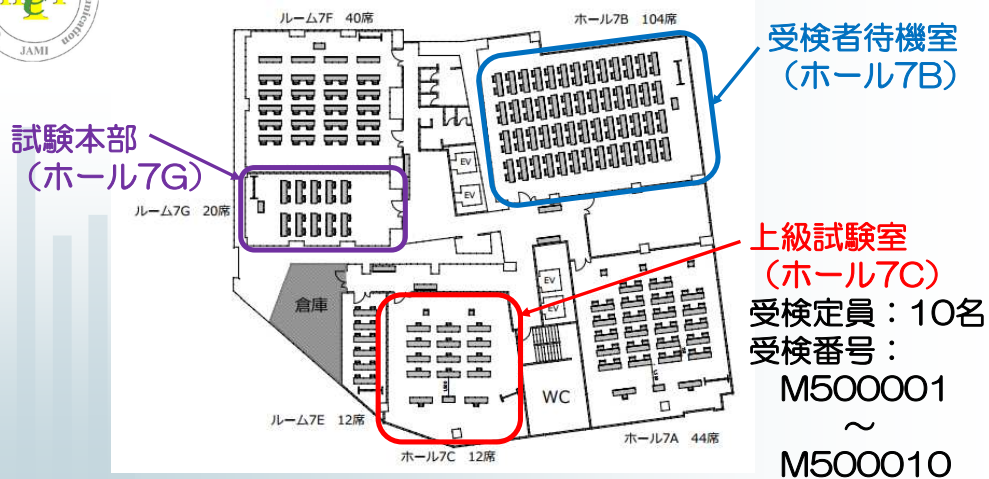 nication
JAMI
ルーム7F 40席
ホール7B 104席
受検者待機室
（ホール7B）
試験本部
（ホール7G）
ルーム7G 20席
EV
EV
上級試験室
（ホール7C）
受検定員：10名
受検番号：
M500001
～
M500010
倉庫
EV
EV
WC
ルーム7E 12席
ホール7C 12席
ホール7A 44席